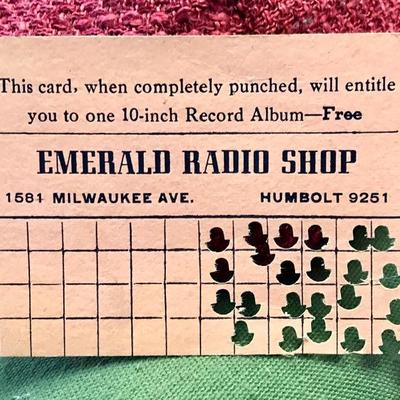 This card, when completely punched, will entitle
you to one 10-inch Record Album—Free
EMERALD RADIO SHOP
1581 MILWAUKEE AVE. HUMBOLT 9251